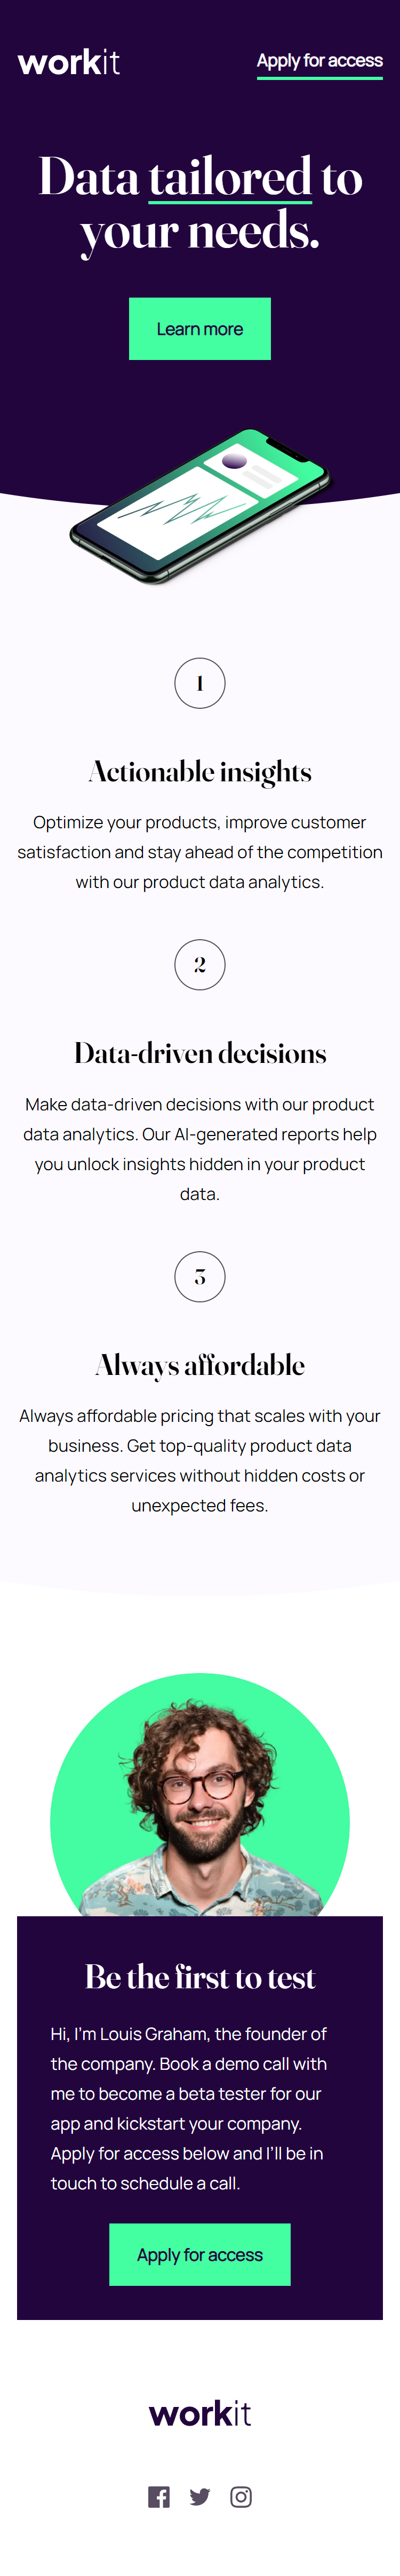 workit
Apply for access
Data tailored to
your needs.
Learn more
1
Actionable insights
Optimize your products, improve customer
satisfaction and stay ahead of the competition
with our product data analytics.
2
Data-driven decisions
Make data-driven decisions with our product
data analytics. Our AI-generated reports help
you unlock insights hidden in your product
data.
3
Always affordable
Always affordable pricing that scales with your
business. Get top-quality product data
analytics services without hidden costs or
unexpected fees.
Be the first to test
Hi, I'm Louis Graham, the founder of
the company. Book a demo call with
me to become a beta tester for our
app and kickstart your company.
Apply for access below and I'll be in
touch to schedule a call.
Apply for access
workit